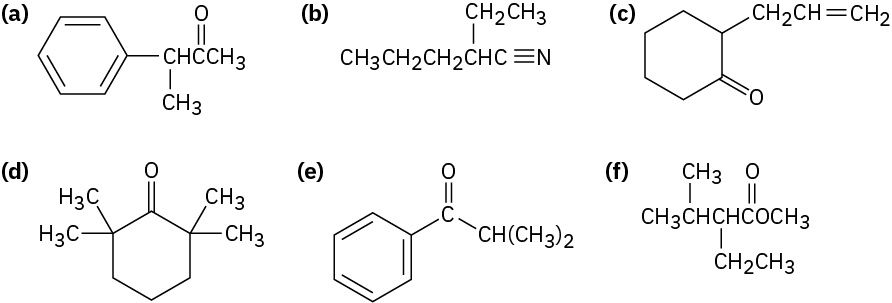 (a)
O
CHCCH₃
CH₃
(b)
CH₂CH₃
CH₃CH₂CH₂CHC≡N
(c)
CH₂CH=CH₂
O
(d)
O
H₃C
CH₃
H₃C
CH₃
(e)
O
C
CH(CH₃)₂
(f)
CH₃ O
CH₃CHCHCOCH₃
CH₂CH₃